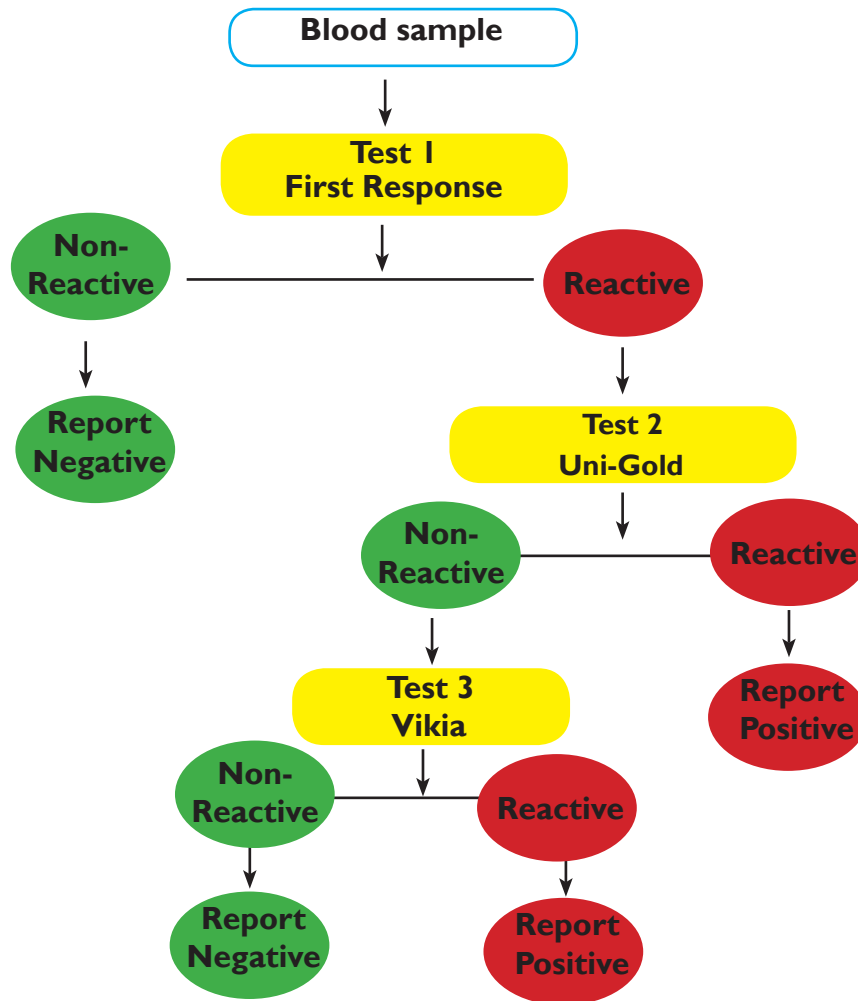 Blood sample
Test 1
First Response
Non-
Reactive
Reactive
Report
Negative
Test 2
Uni-Gold
Non-
Reactive
Reactive
Test 3
Vikia
Report
Positive
Non-
Reactive
Reactive
Report
Negative
Report
Positive